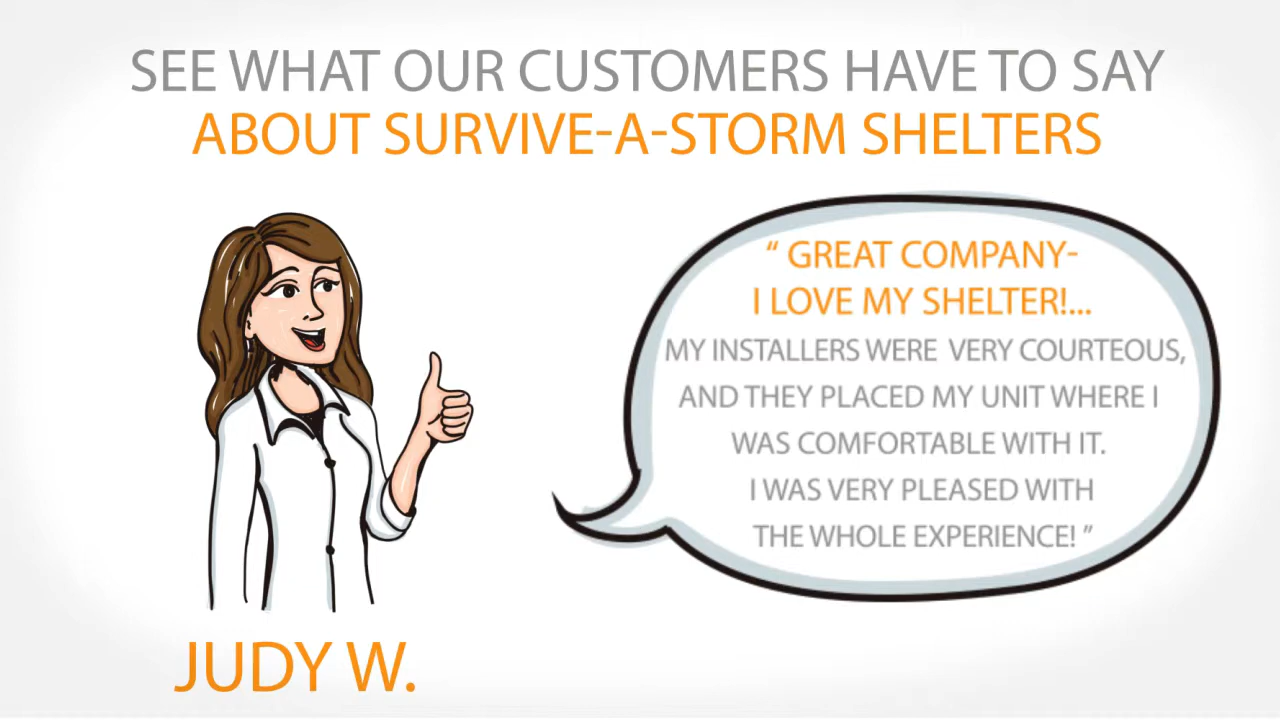 SEE WHAT OUR CUSTOMERS HAVE TO SAY
ABOUT SURVIVE-A-STORM SHELTERS
“ GREAT COMPANY-
I LOVE MY SHELTER!...
MY INSTALLERS WERE VERY COURTEOUS,
AND THEY PLACED MY UNIT WHERE I
WAS COMFORTABLE WITH IT.
I WAS VERY PLEASED WITH
THE WHOLE EXPERIENCE! ”
JUDY W.